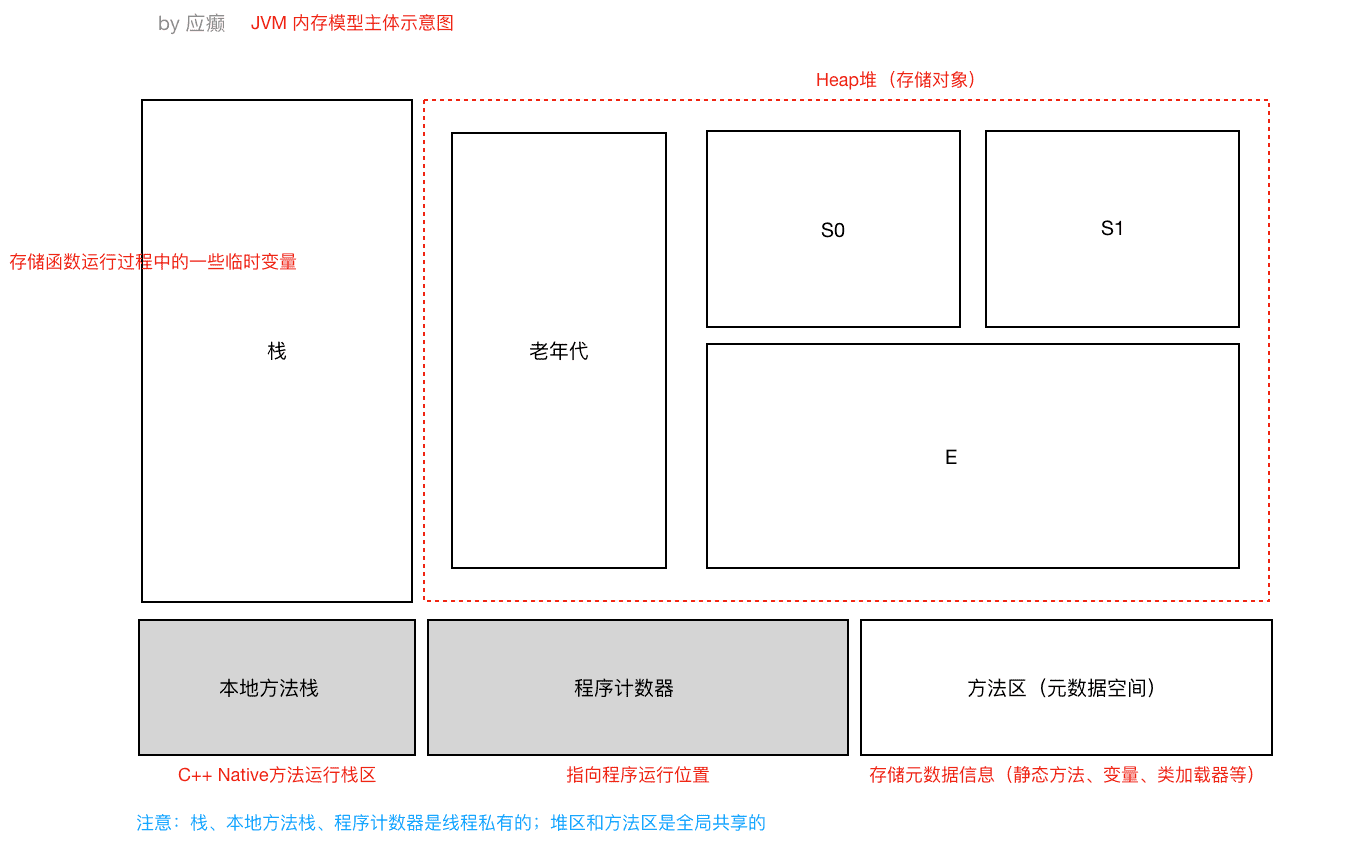 by 应癫 JVM 内存模型主体示意图
Heap堆（存储对象）
S0
S1
存储函数运行过程中的一些临时变量
栈
老年代
E
本地方法栈
程序计数器
方法区（元数据空间）
C++ Native方法运行栈区
指向程序运行位置
存储元数据信息（静态方法、变量、类加载器等）
注意：栈、本地方法栈、程序计数器是线程私有的；堆区和方法区是全局共享的